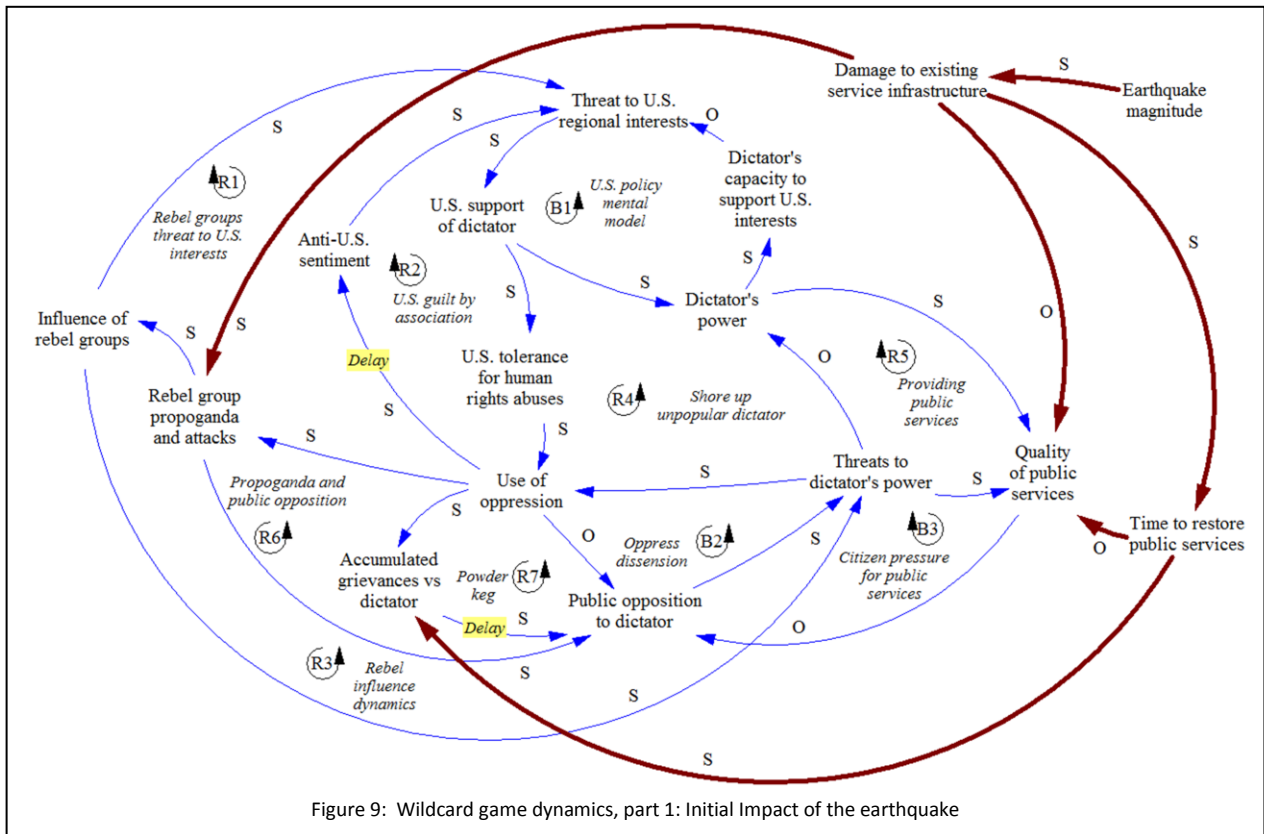 Damage to existing
service infrastructure
S
Earthquake
magnitude
Threat to U.S.
regional interests
S
S
S
O
Dictator's
capacity to
support U.S.
interests
R1
Rebel groups
threat to U.S.
interests
U.S. support
of dictator
B1
U.S. policy
mental
model
Anti-U.S.
sentiment
R2
U.S. guilt by
association
S
S
S
S
Dictator's
power
S
O
Influence of
rebel groups
S
S
Delay
U.S. tolerance
for human
rights abuses
O
R5
Providing
public
services
R4
Shore up
unpopular dictator
Rebel group
propoganda
and attacks
S
S
S
Use of
oppression
S
Threats to
dictator's power
S
Quality
of public
services
Propoganda and
public opposition
R6
S
O
Oppress
dissension
B2
S
B3
Citizen pressure
for public
services
O
Time to restore
public services
Accumulated
grievances vs
dictator
Powder
keg
R7
S
Delay
Public opposition
to dictator
O
R3
Rebel
influence
dynamics
S
S
S
Figure 9: Wildcard game dynamics, part 1: Initial Impact of the earthquake